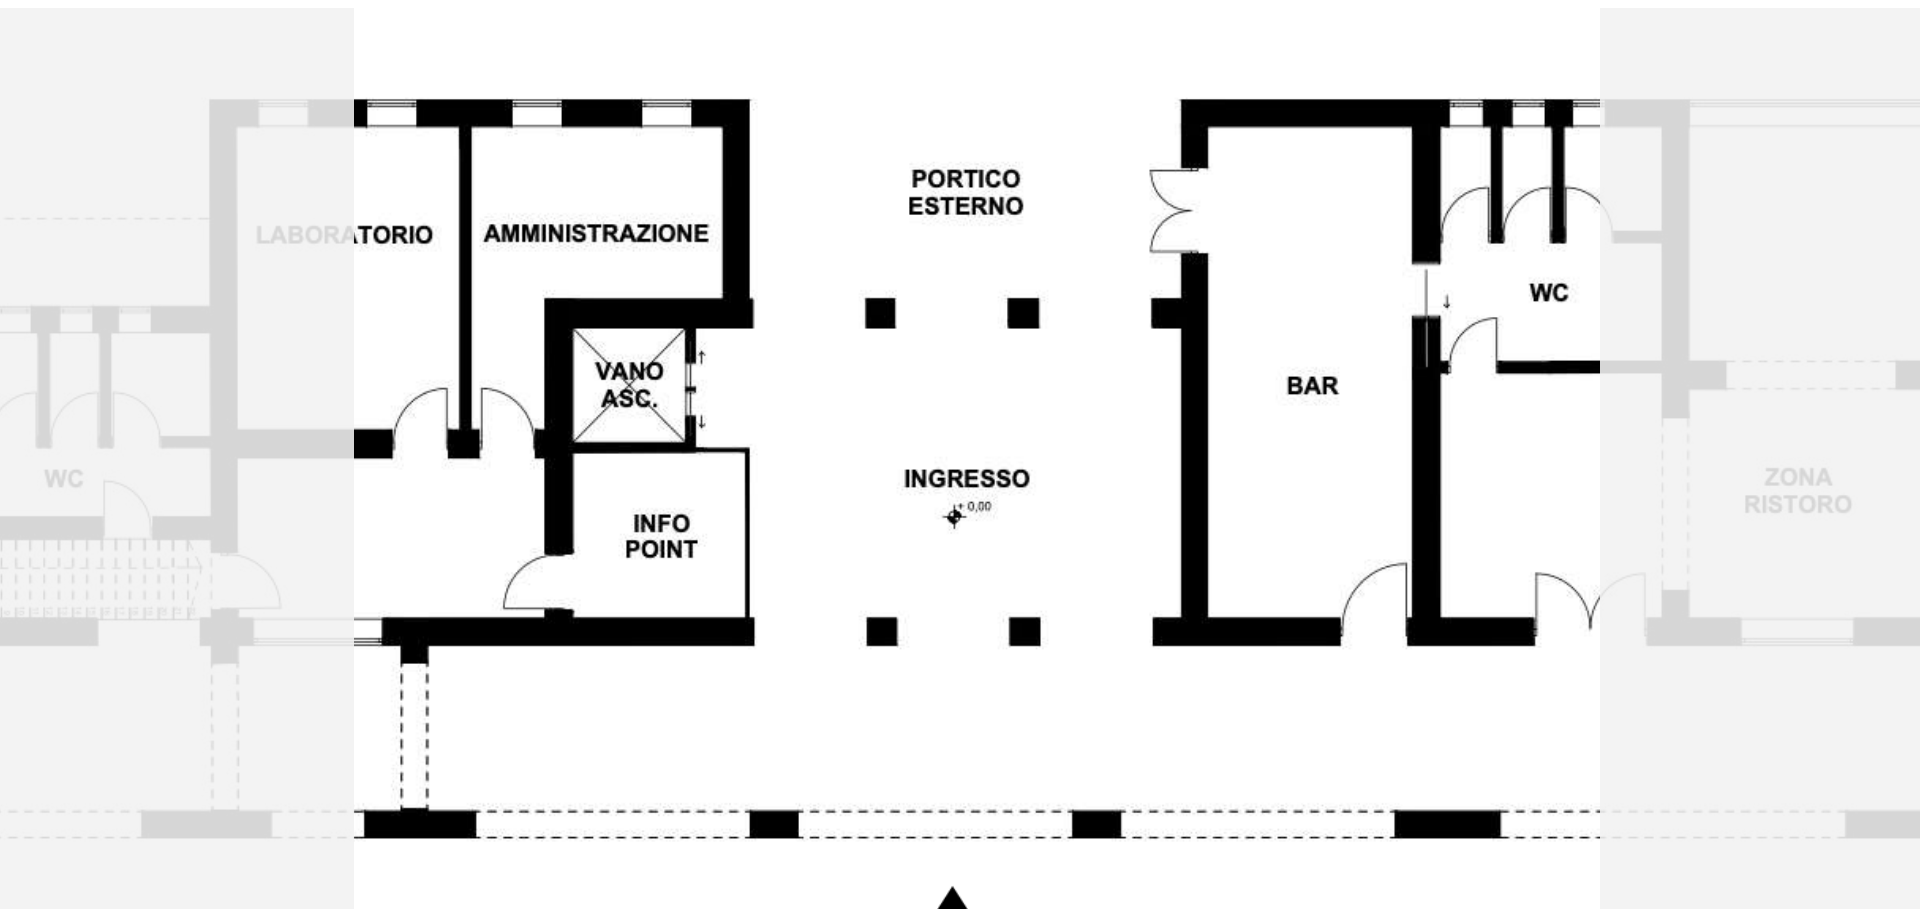 PORTICO
ESTERNO
LABORATORIO
AMMINISTRAZIONE
WC
VANO
ASC.
BAR
WC
INGRESSO
+ 0,00
INFO
POINT
ZONA
RISTORO